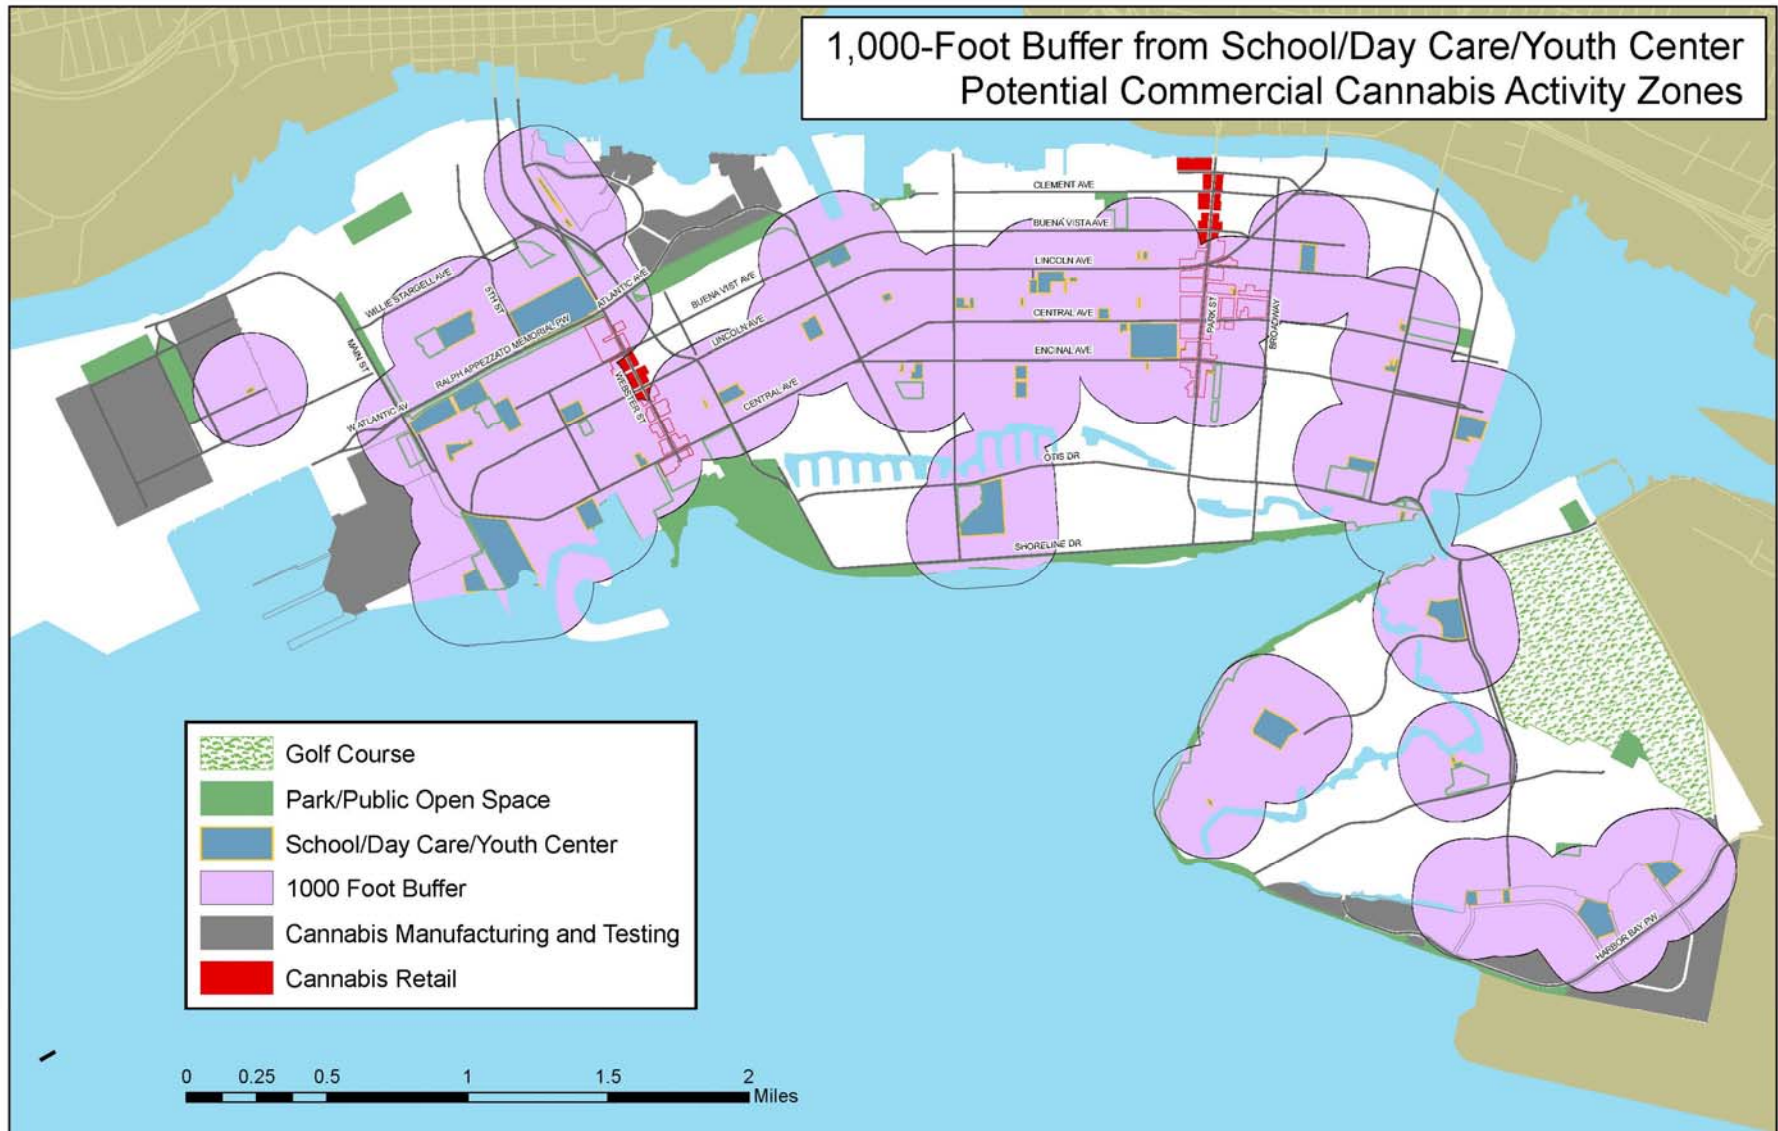 1,000-Foot Buffer from School/Day Care/Youth Center
Potential Commercial Cannabis Activity Zones
CLEMENT AVE
BUENA VISTA AVE
LINCOLN AVE
CENTRAL AVE
ENCINAL AVE
PARK ST
BROADWAY
WILLIE STARGELL AVE
5TH ST
ATLANTIC AVE
BUENA VIST AVE
MAIN ST
RALPH APPEZZATO MEMORIAL PW
LINCOLN AVE
WEBSTER ST
CENTRAL AVE
W ATLANTIC AV
OTIS DR
SHORELINE DR
HARBOR BAY PW
Golf Course
Park/Public Open Space
School/Day Care/Youth Center
1000 Foot Buffer
Cannabis Manufacturing and Testing
Cannabis Retail
0 0.25 0.5 1 1.5 2
Miles